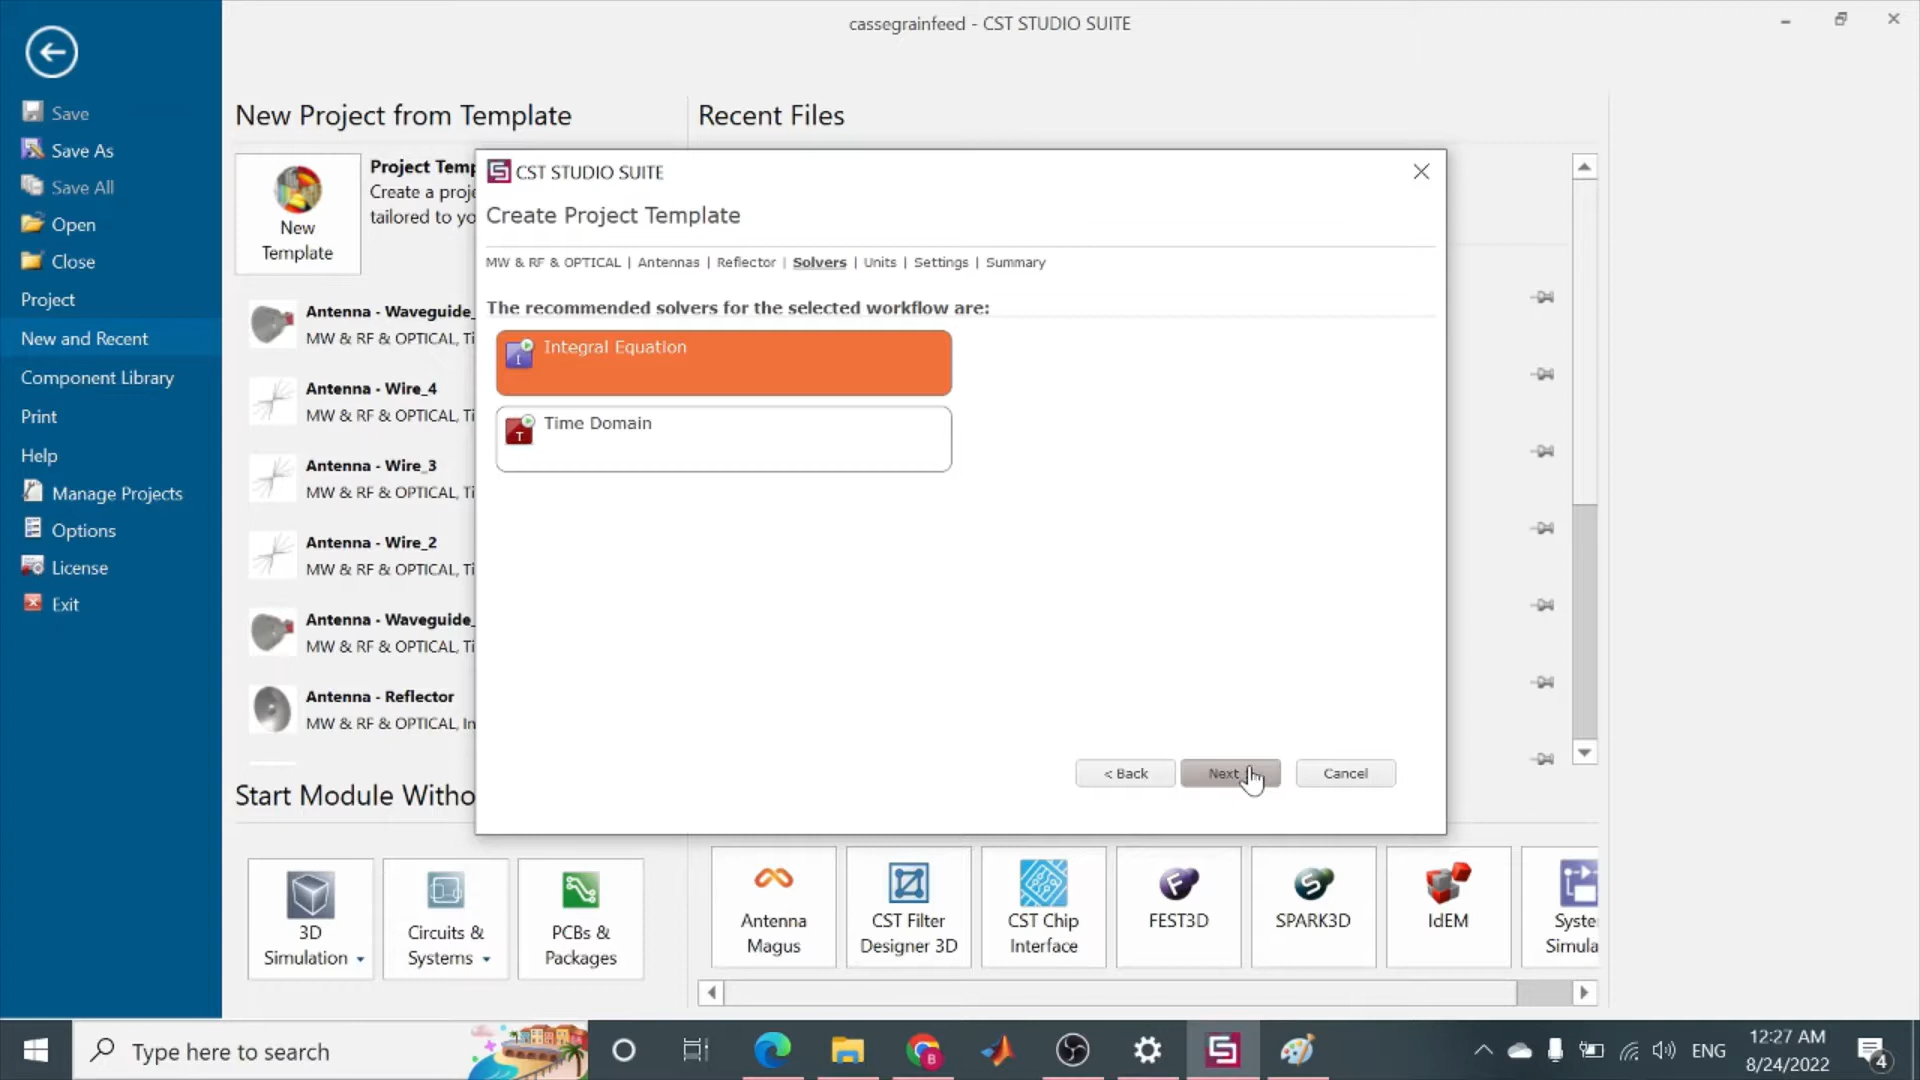 cassegrainfeed - CST STUDIO SUITE
Save
Save As
Save All
Open
Close
Project
New and Recent
Component Library
Print
Help
Manage Projects
Options
License
Exit
New Project from Template
New
Template
Project Temp
Create a proje
tailored to yo
Antenna - Waveguide_
MW & RF & OPTICAL, Ti
Antenna - Wire_4
MW & RF & OPTICAL, Ti
Antenna - Wire_3
MW & RF & OPTICAL, Ti
Antenna - Wire_2
MW & RF & OPTICAL, Ti
Antenna - Waveguide_
MW & RF & OPTICAL, Ti
Antenna - Reflector
MW & RF & OPTICAL, In
Recent Files
CST STUDIO SUITE
Create Project Template
MW & RF & OPTICAL | Antennas | Reflector | Solvers | Units | Settings | Summary
The recommended solvers for the selected workflow are:
Integral Equation
Time Domain
< Back
Next
Cancel
Start Module Witho
3D
Simulation
Circuits &
Systems
PCBs &
Packages
Antenna
Magus
CST Filter
Designer 3D
CST Chip
Interface
FEST3D
SPARK3D
IdEM
Syste
Simula
Type here to search
ENG
12:27 AM
8/24/2022
4